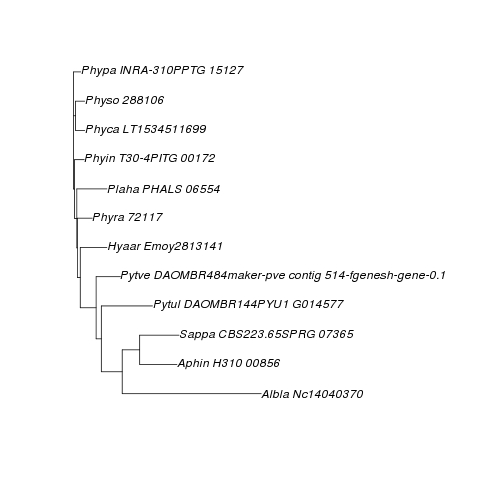 Phypa INRA-310PPTG 15127
Physo 288106
Phyca LT1534511699
Phyin T30-4PITG 00172
Plaha PHALS 06554
Phyra 72117
Hyaar Emoy2813141
Pytve DAOMBR484maker-pve contig 514-fgenesh-gene-0.1
Pytul DAOMBR144PYU1 G014577
Sappa CBS223.65SPRG 07365
Aphin H310 00856
Albla Nc14040370